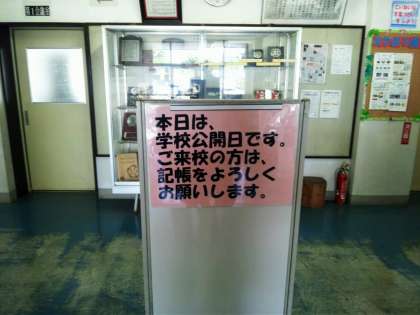 本日は、
学校公開日です。
ご来校の方は、
記帳をよろしく
お願いします。